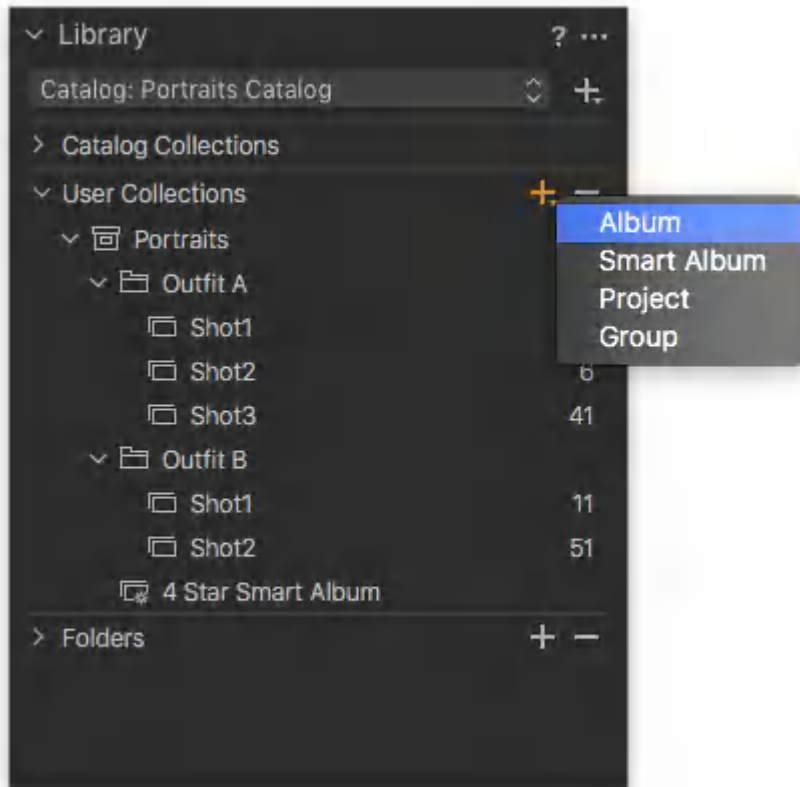 Library ? ...
Catalog: Portraits Catalog
Catalog Collections
User Collections
Album
Portraits
Smart Album
Outfit A
Project
Shot1
Group
Shot2 6
Shot3 41
Outfit B
Shot1 11
Shot2 51
4 Star Smart Album
Folders